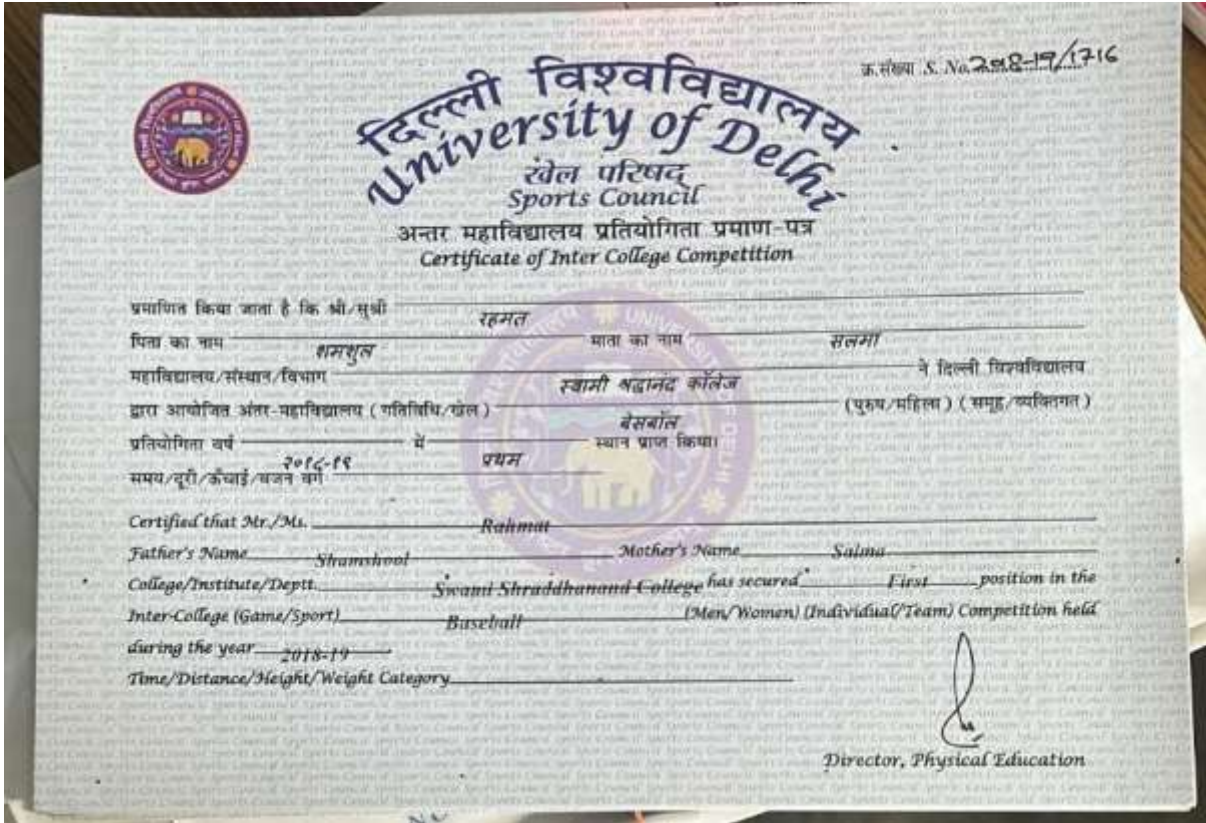 क्र.संख्या S. No. 2018-19/1716
दिल्ली विश्वविद्यालय
University of Delhi
खेल परिषद्
Sports Council
अन्तर महाविद्यालय प्रतियोगिता प्रमाण-पत्र
Certificate of Inter College Competition
प्रमाणित किया जाता है कि श्री/सुश्री रहमत
पिता का नाम शमशुल माता का नाम सलमा
महाविद्यालय/संस्थान/विभाग स्वामी श्रद्धानंद कॉलेज ने दिल्ली विश्वविद्यालय
द्वारा आयोजित अंतर-महाविद्यालय (गतिविधि/खेल) बेसबॉल (पुरुष/महिला) (समूह/व्यक्तिगत)
प्रतियोगिता वर्ष २०१८-१९ में प्रथम स्थान प्राप्त किया।
समय/दूरी/ऊँचाई/वजन वर्ग
Certified that Mr./Ms. Rahmat
Father's Name Shamshool Mother's Name Salma
College/Institute/Deptt. Swami Shraddhanand College has secured First position in the
Inter-College (Game/Sport) Baseball (Men/Women) (Individual/Team) Competition held
during the year 2018-19
Time/Distance/Height/Weight Category
Director, Physical Education